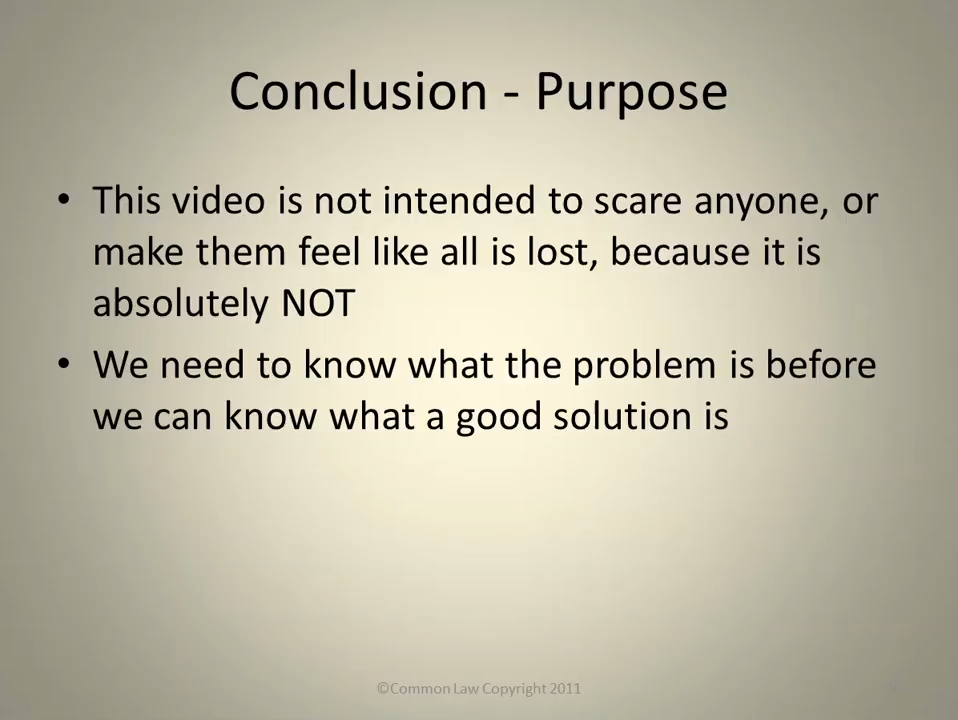 Conclusion - Purpose
• This video is not intended to scare anyone, or
make them feel like all is lost, because it is
absolutely NOT
• We need to know what the problem is before
we can know what a good solution is
©Common Law Copyright 2011